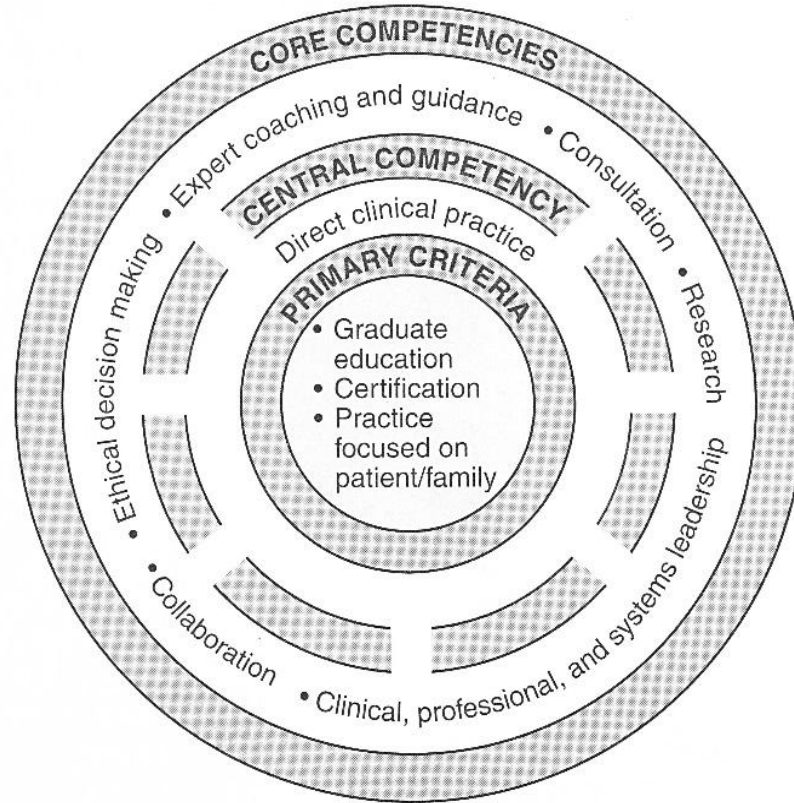 CORE COMPETENCIES
• Expert coaching and guidance
• Consultation
• Research
• Clinical, professional, and systems leadership
• Collaboration
• Ethical decision making
CENTRAL COMPETENCY
Direct clinical practice
PRIMARY CRITERIA
• Graduate
education
• Certification
• Practice
focused on
patient/family